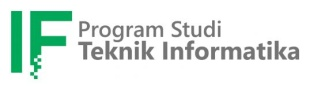 IF Program Studi
Teknik Informatika